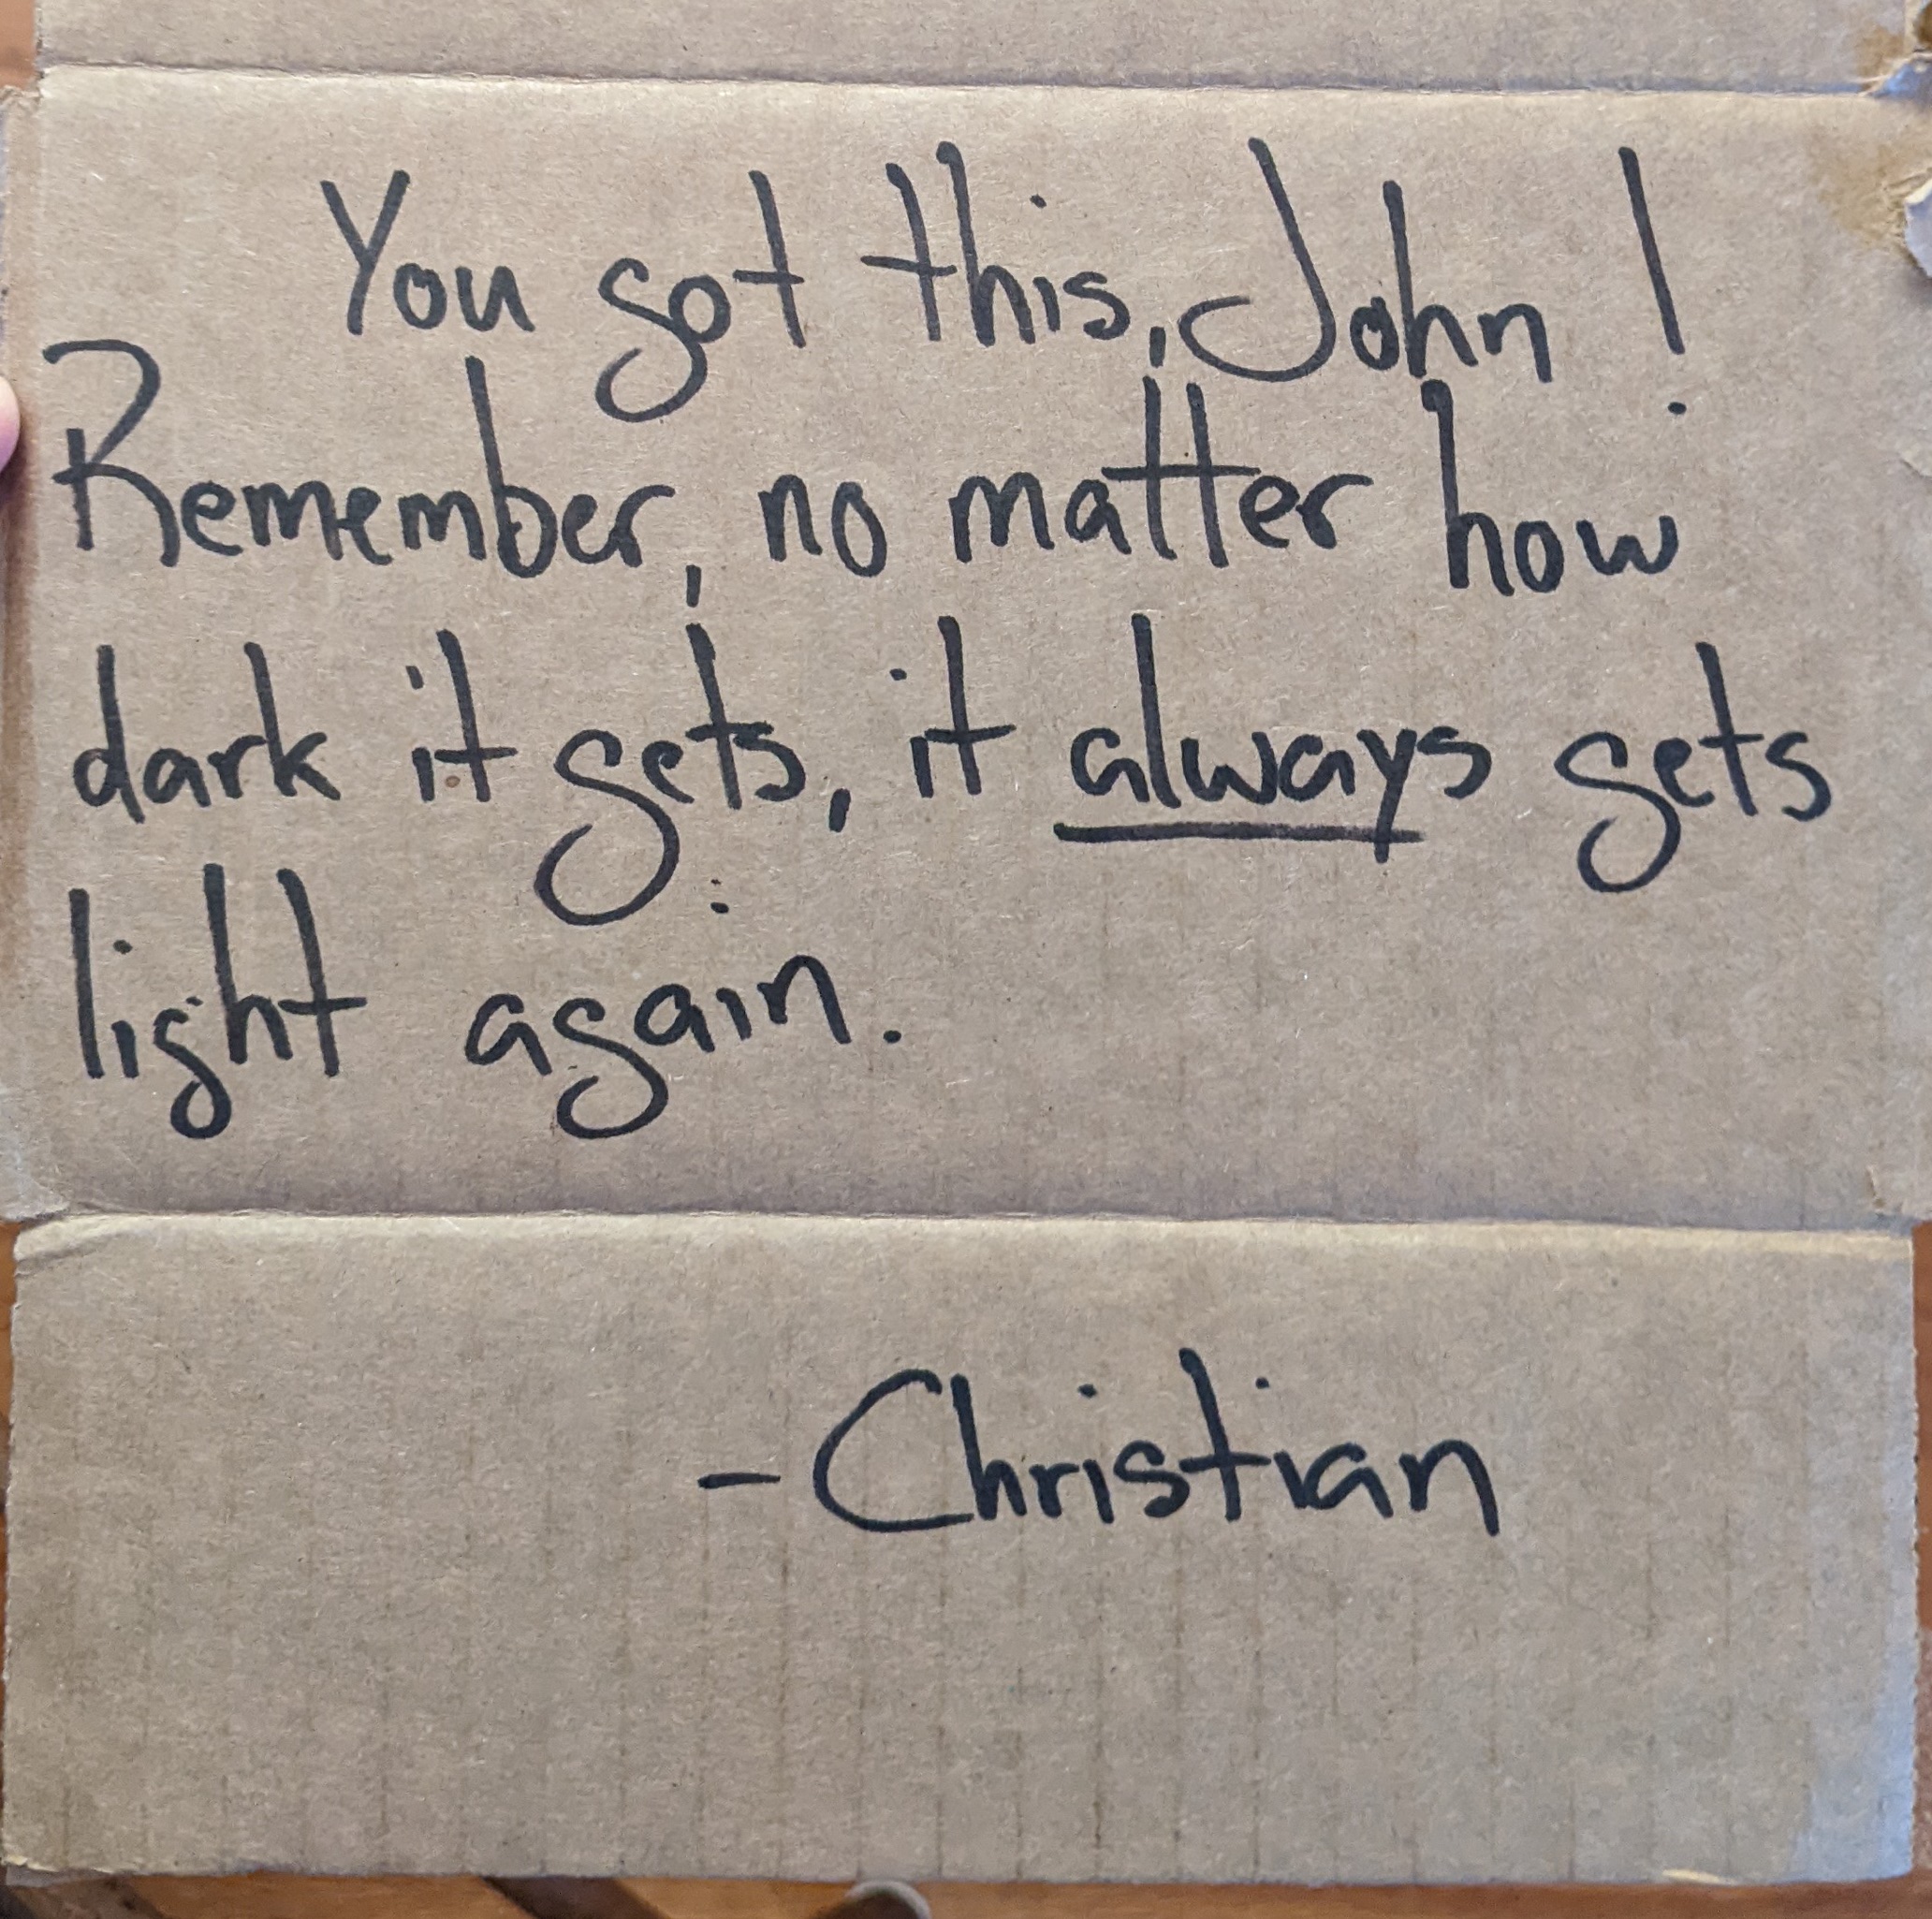 You got this, John!
Remember, no matter how
dark it gets, it always gets
light again.
-Christian